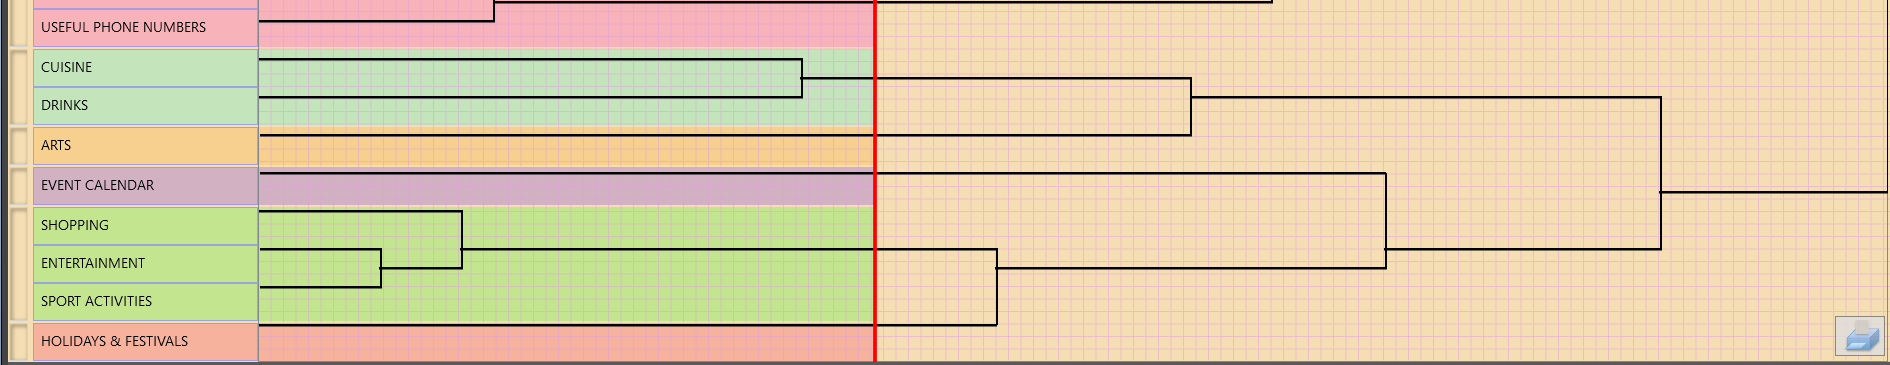 USEFUL PHONE NUMBERS
CUISINE
DRINKS
ARTS
EVENT CALENDAR
SHOPPING
ENTERTAINMENT
SPORT ACTIVITIES
HOLIDAYS & FESTIVALS